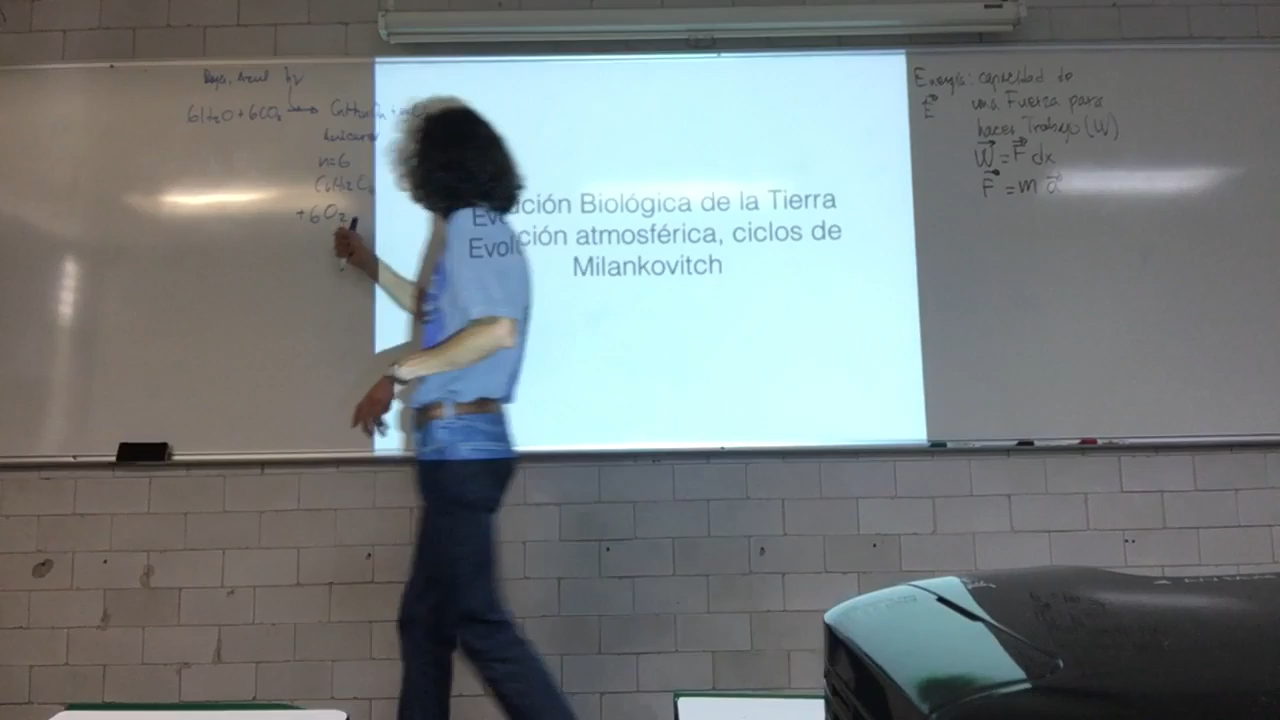 hν
6H2O+6CO2 →
n=6
+6O2
Evolución Biológica de la Tierra
Evolución atmosférica, ciclos de
Milankovitch
Energía: capacidad de
E una Fuerza para
hacer Trabajo (W)
W = F dx
F = m a